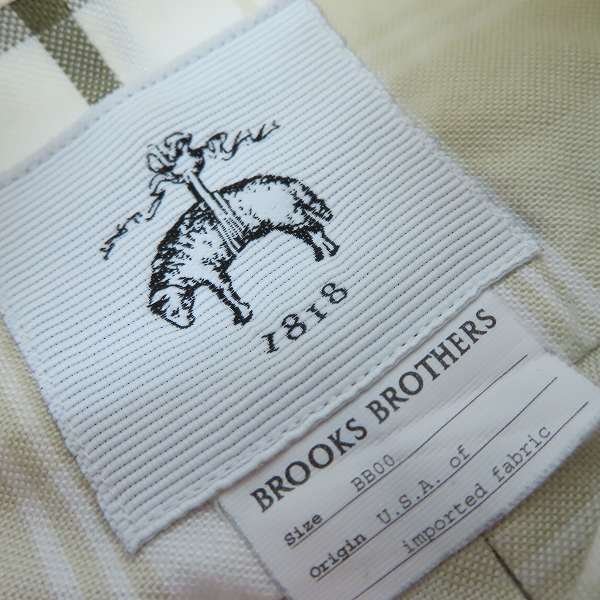 1818
BROOKS BROTHERS
Size BB00
Origin U.S.A. of
imported fabric